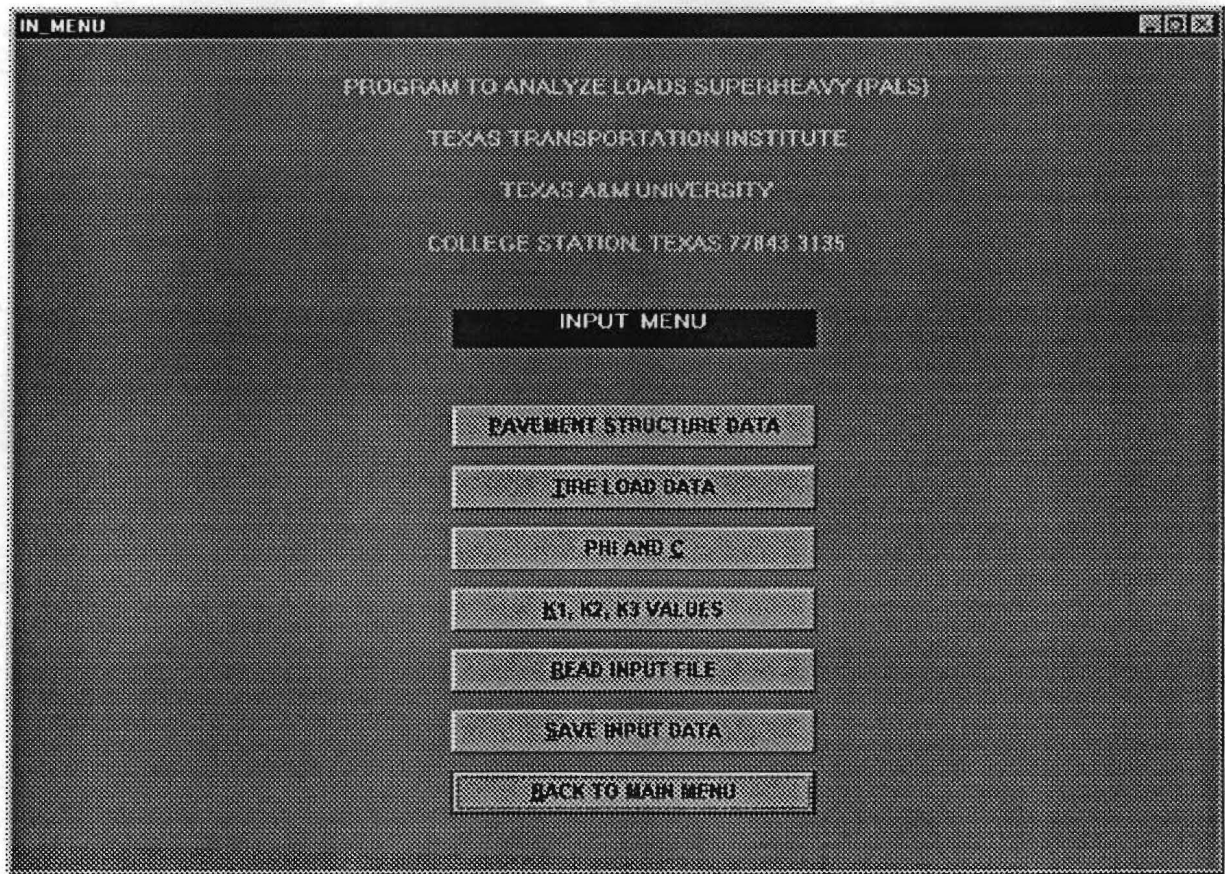 IN_MENU
PROGRAM TO ANALYZE LOADS SUPERHEAVY (PALS)
TEXAS TRANSPORTATION INSTITUTE
TEXAS A&M UNIVERSITY
COLLEGE STATION, TEXAS 77843 3135
INPUT MENU
PAVEMENT STRUCTURE DATA
TIRE LOAD DATA
PHI AND C
K1, K2, K3 VALUES
READ INPUT FILE
SAVE INPUT DATA
BACK TO MAIN MENU